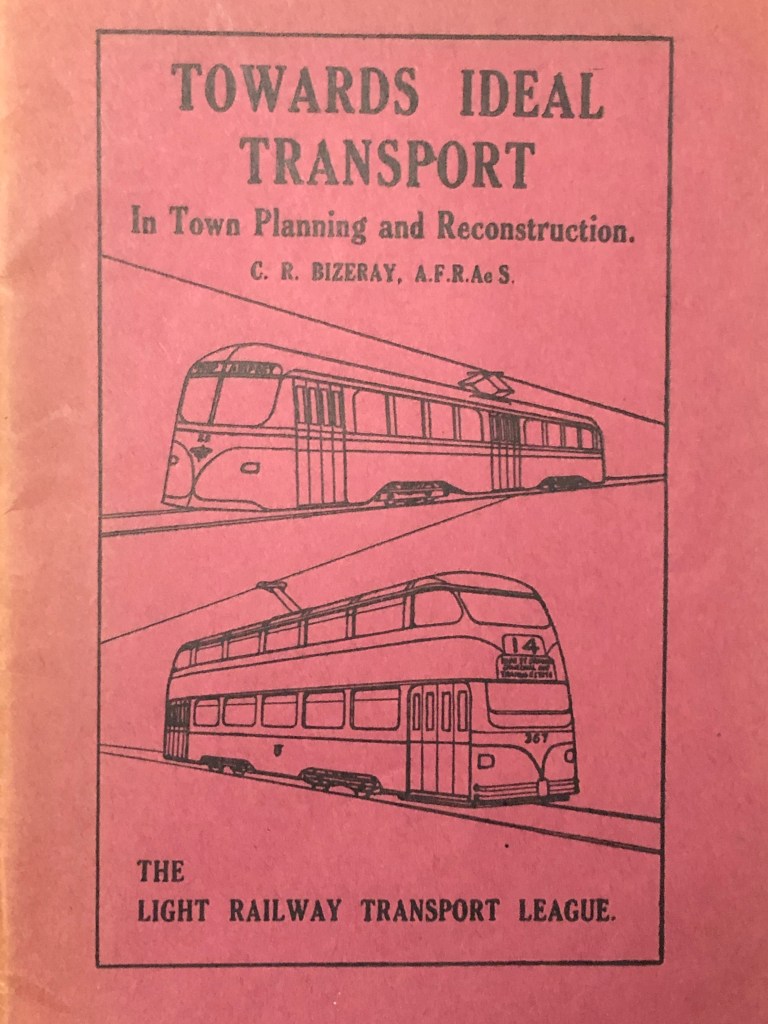 TOWARDS IDEAL
TRANSPORT
In Town Planning and Reconstruction.
C. R. BIZERAY, A.F.R.Ae S.
14
367
THE
LIGHT RAILWAY TRANSPORT LEAGUE.